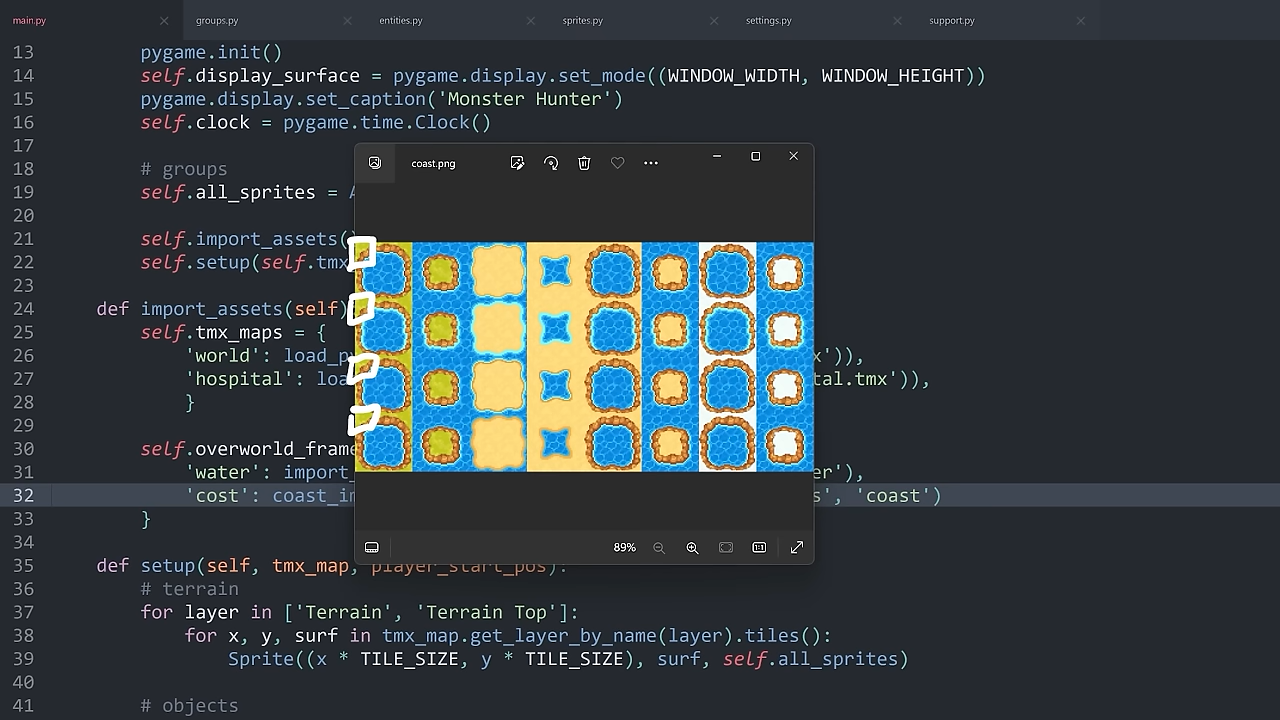 main.py groups.py entities.py sprites.py settings.py support.py
13 pygame.init()
14 self.display_surface = pygame.display.set_mode((WINDOW_WIDTH, WINDOW_HEIGHT))
15 pygame.display.set_caption('Monster Hunter')
16 self.clock = pygame.time.Clock()
17
coast.png
18 # groups
19 self.all_sprites = A
20
21 self.import_assets()
22 self.setup(self.tmx
23
24 def import_assets(self)
25 self.tmx_maps = {
26 'world': load_p x')),
27 'hospital': loa tal.tmx')),
28 }
29
30 self.overworld_frame
31 'water': import_ er'),
32 'cost': coast_im s', 'coast')
33 }
34
89%
35 def setup(self, tmx_map, player_start_pos):
36 # terrain
37 for layer in ['Terrain', 'Terrain Top']:
38 for x, y, surf in tmx_map.get_layer_by_name(layer).tiles():
39 Sprite((x * TILE_SIZE, y * TILE_SIZE), surf, self.all_sprites)
40
41 # objects